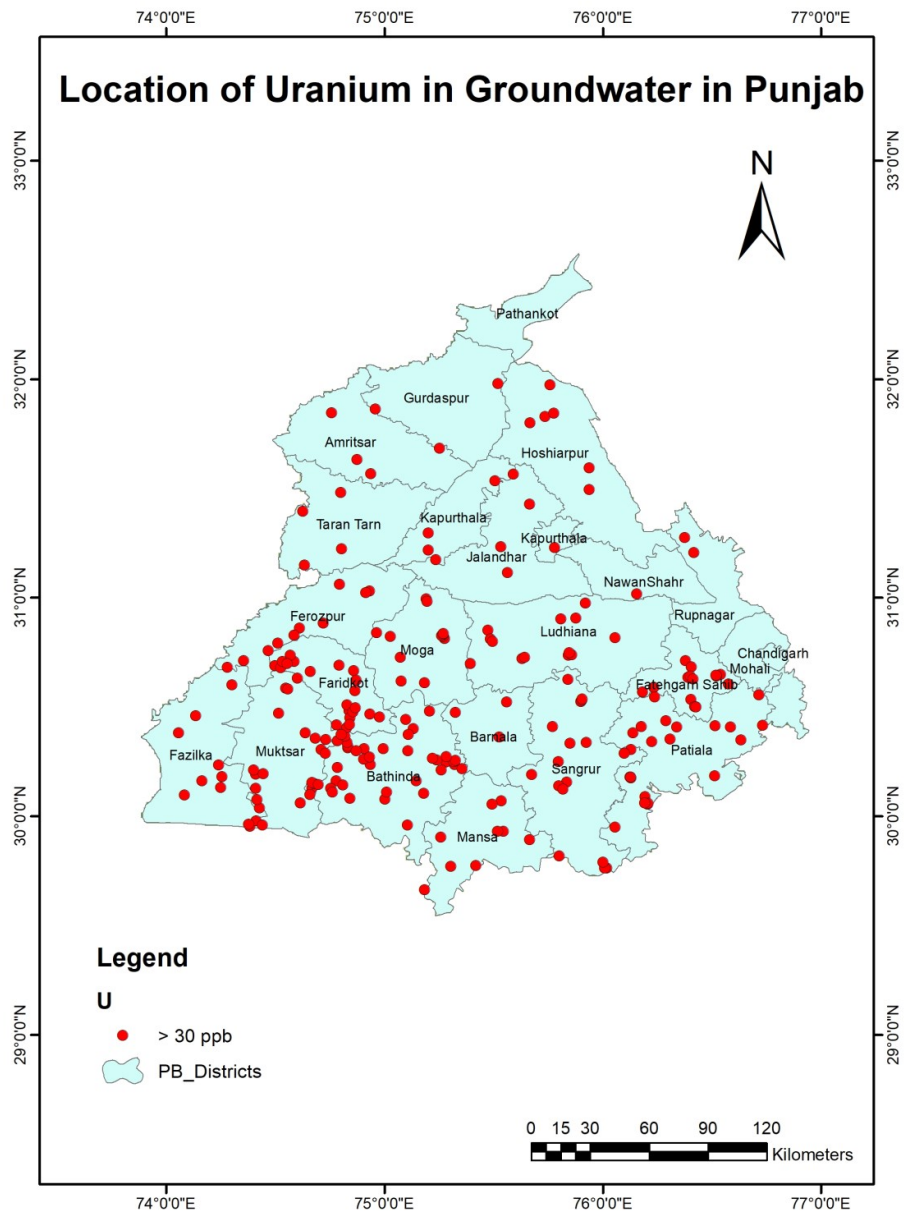 74°0'0"E 75°0'0"E 76°0'0"E 77°0'0"E
Location of Uranium in Groundwater in Punjab
33°0'0"N 33°0'0"N
N
Pathankot
32°0'0"N 32°0'0"N
Gurdaspur
Amritsar
Hoshiarpur
Taran Tarn
Kapurthala
Kapurthala
Jalandhar
NawanShahr
31°0'0"N 31°0'0"N
Ferozpur
Rupnagar
Ludhiana
Moga
Chandigarh
Mohali
Faridkot
Fatehgarh Sahib
Barnala
Fazilka
Muktsar
Patiala
Bathinda
Sangrur
30°0'0"N 30°0'0"N
Mansa
Legend
U
> 30 ppb
PB_Districts
29°0'0"N 29°0'0"N
0 15 30 60 90 120
Kilometers
74°0'0"E 75°0'0"E 76°0'0"E 77°0'0"E